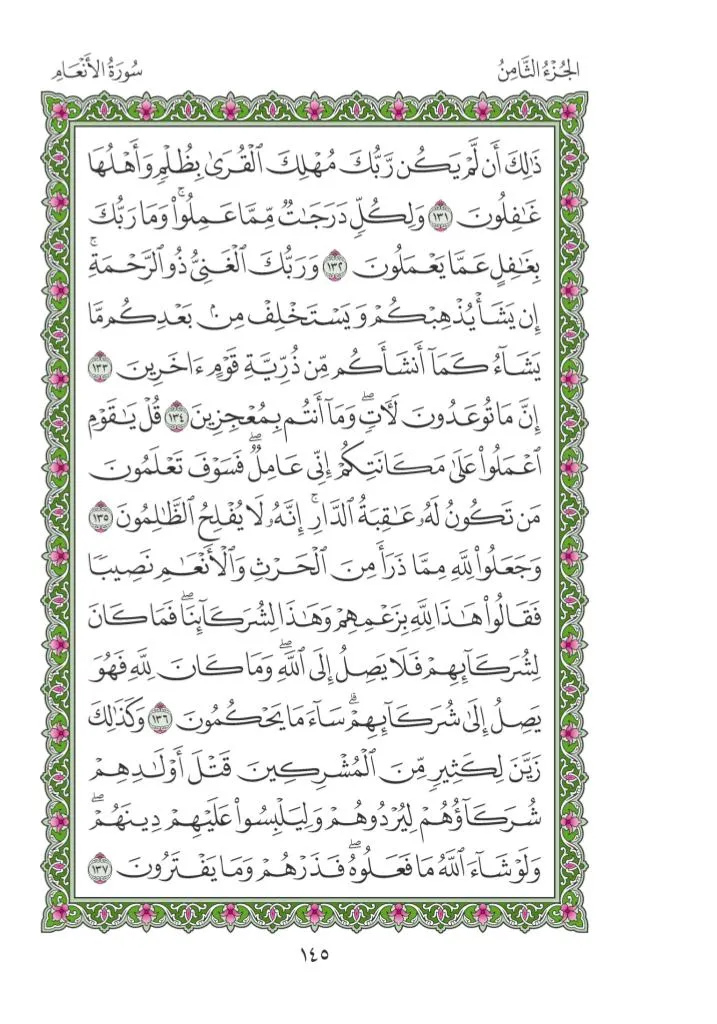 الجُزْءُ الثَّامِنُ
سُورَةُ الأَنْعَامِ
ذَٰلِكَ أَن لَّمْ يَكُن رَّبُّكَ مُهْلِكَ ٱلْقُرَىٰ بِظُلْمٍ وَأَهْلُهَا
غَٰفِلُونَ ١٣١ وَلِكُلٍّ دَرَجَٰتٌ مِّمَّا عَمِلُوا۟ۚ وَمَا رَبُّكَ
بِغَٰفِلٍ عَمَّا يَعْمَلُونَ ١٣٢ وَرَبُّكَ ٱلْغَنِىُّ ذُو ٱلرَّحْمَةِۚ
إِن يَشَأْ يُذْهِبْكُمْ وَيَسْتَخْلِفْ مِنۢ بَعْدِكُم مَّا
يَشَآءُ كَمَآ أَنشَأَكُم مِّن ذُرِّيَّةِ قَوْمٍ ءَاخَرِينَ ١٣٣
إِنَّ مَا تُوعَدُونَ لَءَاتٍۖ وَمَآ أَنتُم بِمُعْجِزِينَ ١٣٤ قُلْ يَٰقَوْمِ
ٱعْمَلُوا۟ عَلَىٰ مَكَانَتِكُمْ إِنِّى عَامِلٌۖ فَسَوْفَ تَعْلَمُونَ
مَن تَكُونُ لَهُۥ عَٰقِبَةُ ٱلدَّارِۚ إِنَّهُۥ لَا يُفْلِحُ ٱلظَّٰلِمُونَ ١٣٥
وَجَعَلُوا۟ لِلَّهِ مِمَّا ذَرَأَ مِنَ ٱلْحَرْثِ وَٱلْأَنْعَٰمِ نَصِيبًا
فَقَالُوا۟ هَٰذَا لِلَّهِ بِزَعْمِهِمْ وَهَٰذَا لِشُرَكَآئِنَاۖ فَمَا كَانَ
لِشُرَكَآئِهِمْ فَلَا يَصِلُ إِلَى ٱللَّهِۖ وَمَا كَانَ لِلَّهِ فَهُوَ
يَصِلُ إِلَىٰ شُرَكَآئِهِمْۗ سَآءَ مَا يَحْكُمُونَ ١٣٦ وَكَذَٰلِكَ
زَيَّنَ لِكَثِيرٍ مِّنَ ٱلْمُشْرِكِينَ قَتْلَ أَوْلَٰدِهِمْ
شُرَكَآؤُهُمْ لِيُرْدُوهُمْ وَلِيَلْبِسُوا۟ عَلَيْهِمْ دِينَهُمْۖ
وَلَوْ شَآءَ ٱللَّهُ مَا فَعَلُوهُۖ فَذَرْهُمْ وَمَا يَفْتَرُونَ ١٣٧
١٤٥